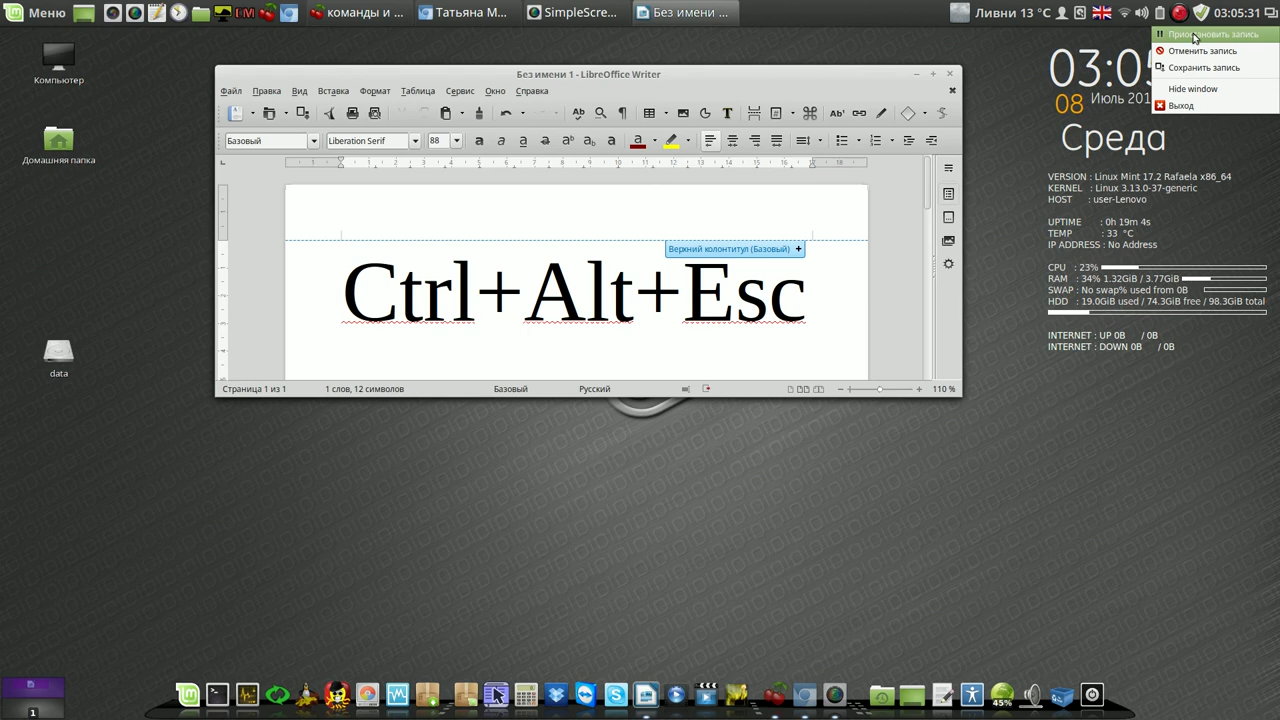 Меню
команды и ...
Татьяна М...
SimpleScre...
Без имени ...
Ливни 13 °C
03:05:31
Приостановить запись
Отменить запись
Сохранить запись
Hide window
Выход
Компьютер
Домашняя папка
data
Без имени 1 - LibreOffice Writer
Файл Правка Вид Вставка Формат Таблица Сервис Окно Справка
Базовый Liberation Serif 88
Верхний колонтитул (Базовый) +
Ctrl+Alt+Esc
Страница 1 из 1 1 слов, 12 символов Базовый Русский 110 %
03:05
08 Июль 201
Среда
VERSION : Linux Mint 17.2 Rafaela x86_64
KERNEL : Linux 3.13.0-37-generic
HOST : user-Lenovo
UPTIME : 0h 19m 4s
TEMP : 33 °C
IP ADDRESS : No Address
CPU : 23%
RAM : 34% 1.32GiB / 3.77GiB
SWAP : No swap% used from 0B
HDD : 19.0GiB used / 74.3GiB free / 98.3GiB total
INTERNET : UP 0B / 0B
INTERNET : DOWN 0B / 0B
45%
1